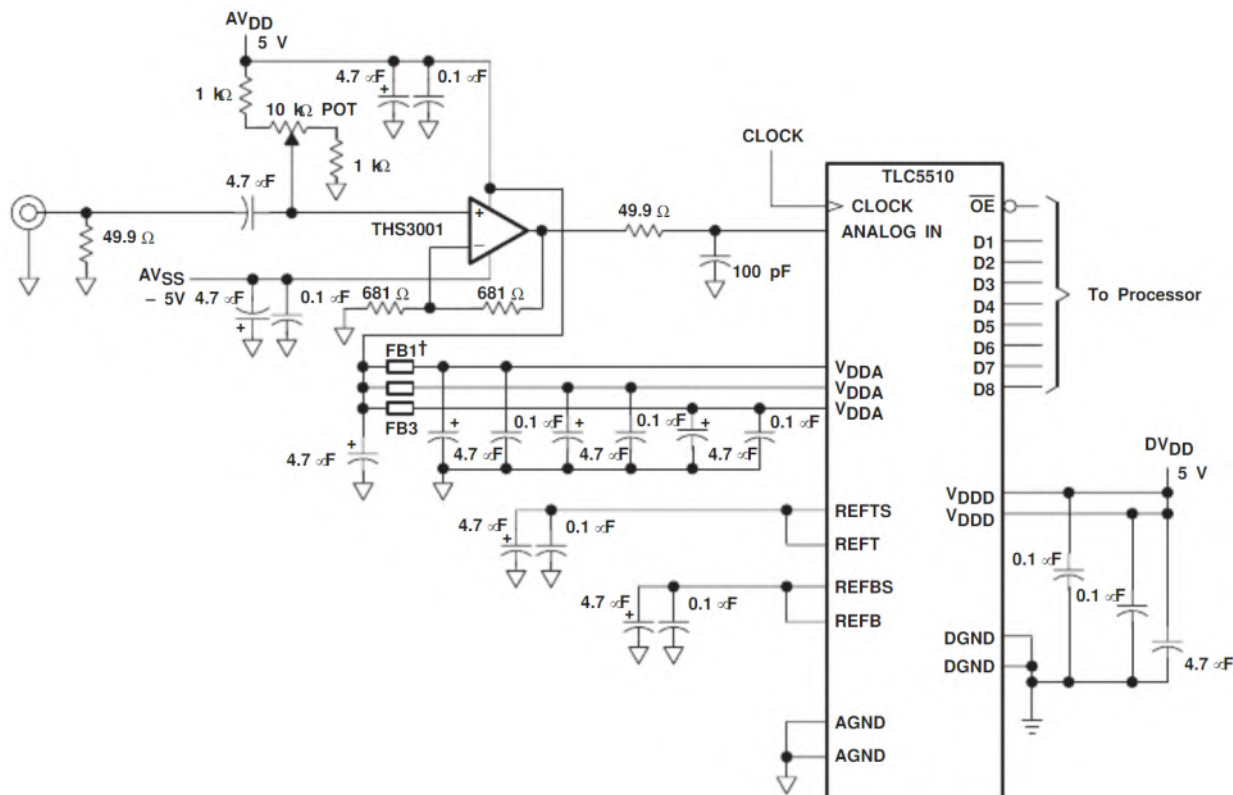 AVDD
5 V
4.7 ∝F
0.1 ∝F
1 kΩ
10 kΩ POT
1 kΩ
4.7 ∝F
49.9 Ω
THS3001
+
−
AVSS
− 5V
4.7 ∝F
+
0.1 ∝F
681 Ω
681 Ω
49.9 Ω
100 pF
CLOCK
TLC5510
CLOCK
OE
ANALOG IN
D1
D2
D3
D4
D5
D6
D7
D8
To Processor
FB1†
FB3
VDDA
VDDA
VDDA
4.7 ∝F
+
+
0.1 ∝F
4.7 ∝F
+
0.1 ∝F
4.7 ∝F
+
0.1 ∝F
4.7 ∝F
DVDD
5 V
VDDD
VDDD
REFTS
REFT
4.7 ∝F
+
0.1 ∝F
REFBS
REFB
4.7 ∝F
+
0.1 ∝F
0.1 ∝F
0.1 ∝F
4.7 ∝F
DGND
DGND
AGND
AGND